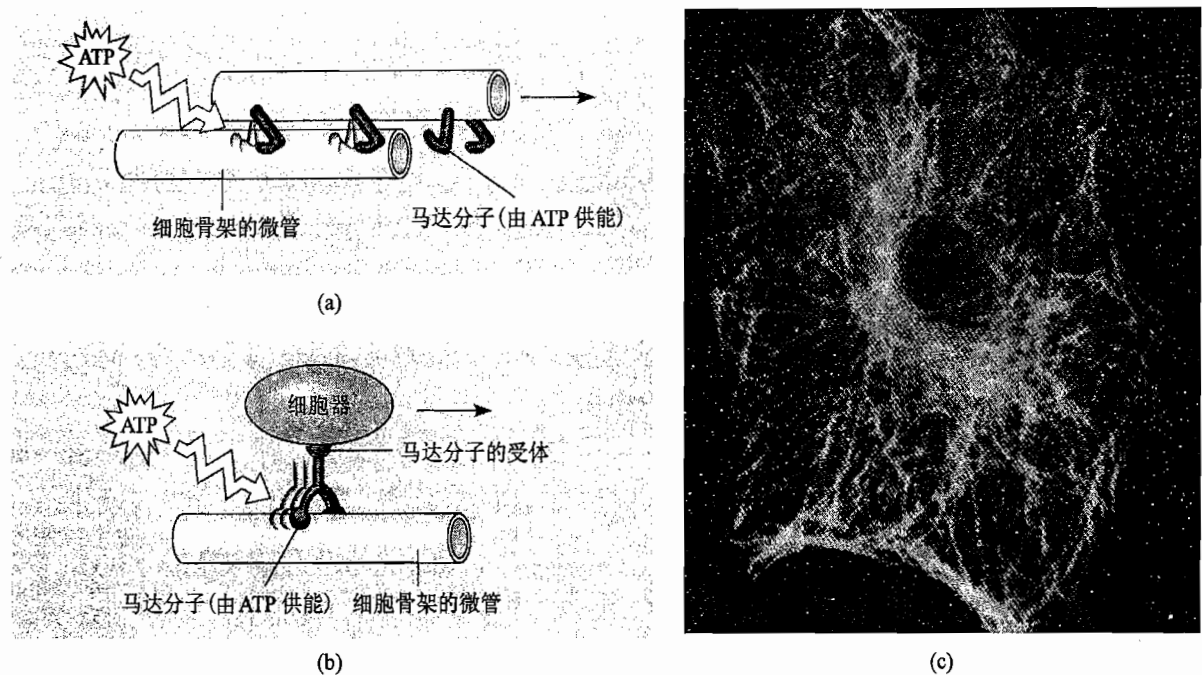 ATP
细胞骨架的微管
马达分子(由ATP 供能)
(a)
ATP
细胞器
马达分子的受体
马达分子(由ATP 供能)
细胞骨架的微管
(b)
(c)